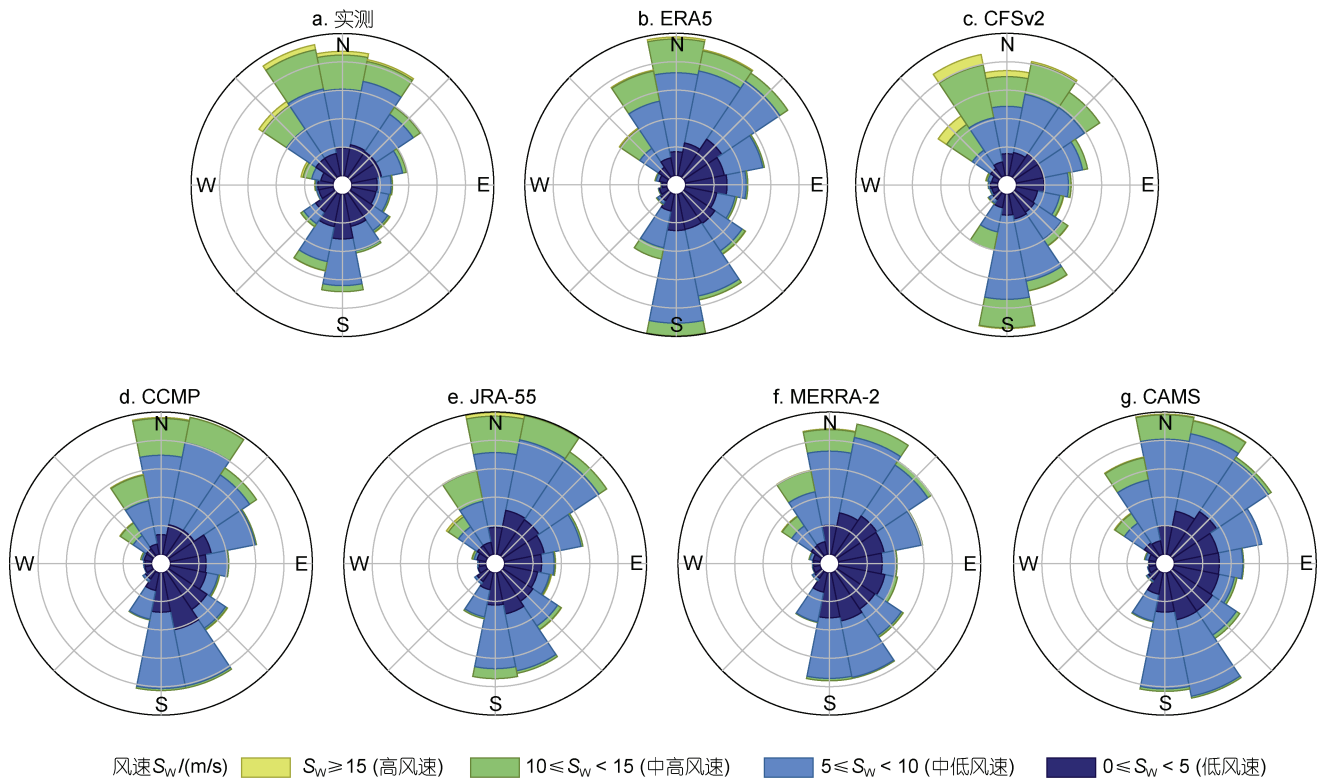 a. 实测
b. ERA5
c. CFSv2
N
N
N
W
E
W
E
W
E
S
S
S
d. CCMP
e. JRA-55
f. MERRA-2
g. CAMS
N
N
N
N
W
E
W
E
W
E
W
E
S
S
S
S
风速SW/(m/s) SW≥15 (高风速) 10≤SW<15 (中高风速) 5≤SW<10 (中低风速) 0≤SW<5 (低风速)